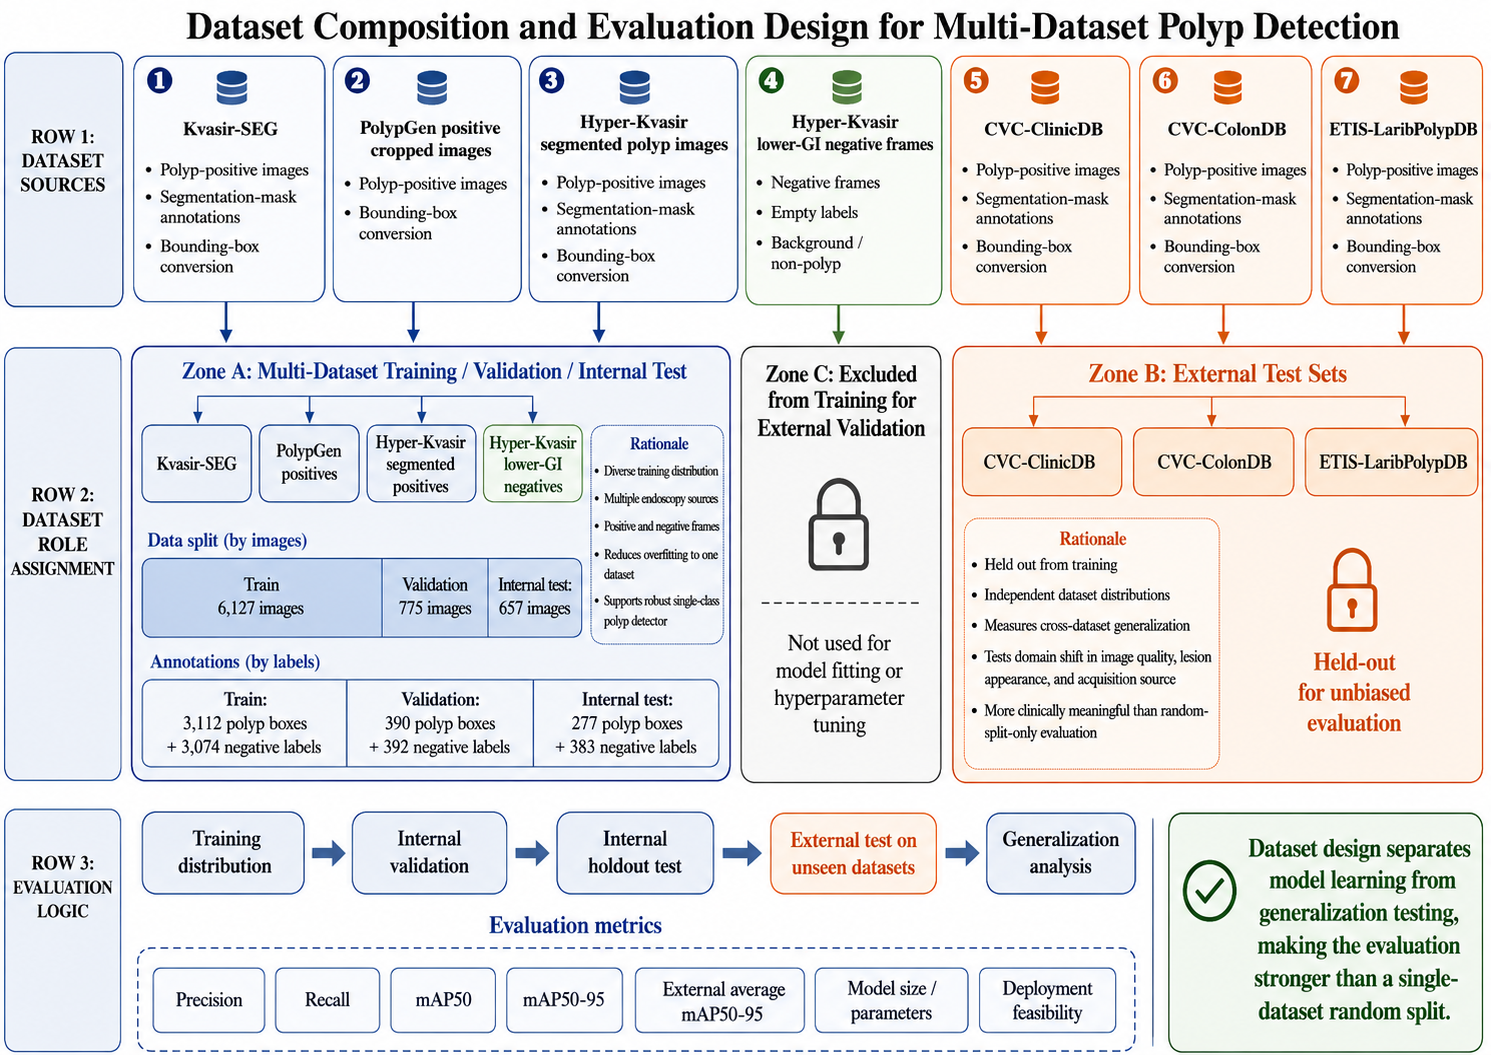 Dataset Composition and Evaluation Design for Multi-Dataset Polyp Detection
ROW 1:
DATASET
SOURCES
1
Kvasir-SEG
• Polyp-positive images
• Segmentation-mask
annotations
• Bounding-box
conversion
2
PolypGen positive
cropped images
• Polyp-positive images
• Bounding-box
conversion
3
Hyper-Kvasir
segmented polyp images
• Polyp-positive images
• Segmentation-mask
annotations
• Bounding-box
conversion
4
Hyper-Kvasir
lower-GI negative frames
• Negative frames
• Empty labels
• Background /
non-polyp
5
CVC-ClinicDB
• Polyp-positive images
• Segmentation-mask
annotations
• Bounding-box
conversion
6
CVC-ColonDB
• Polyp-positive images
• Segmentation-mask
annotations
• Bounding-box
conversion
7
ETIS-LaribPolypDB
• Polyp-positive images
• Segmentation-mask
annotations
• Bounding-box
conversion
ROW 2:
DATASET
ROLE
ASSIGNMENT
Zone A: Multi-Dataset Training / Validation / Internal Test
Kvasir-SEG
PolypGen
positives
Hyper-Kvasir
segmented
positives
Hyper-Kvasir
lower-GI
negatives
Rationale
• Diverse training distribution
• Multiple endoscopy sources
• Positive and negative frames
• Reduces overfitting to one
dataset
• Supports robust single-class
polyp detector
Data split (by images)
Train
6,127 images
Validation
775 images
Internal test:
657 images
Annotations (by labels)
Train:
3,112 polyp boxes
+ 3,074 negative labels
Validation:
390 polyp boxes
+ 392 negative labels
Internal test:
277 polyp boxes
+ 383 negative labels
Zone C: Excluded
from Training for
External Validation
Not used for
model fitting or
hyperparameter
tuning
Zone B: External Test Sets
CVC-ClinicDB
CVC-ColonDB
ETIS-LaribPolypDB
Rationale
• Held out from training
• Independent dataset distributions
• Measures cross-dataset generalization
• Tests domain shift in image quality, lesion
appearance, and acquisition source
• More clinically meaningful than random-
split-only evaluation
Held-out
for unbiased
evaluation
ROW 3:
EVALUATION
LOGIC
Training
distribution
Internal
validation
Internal
holdout test
External test on
unseen datasets
Generalization
analysis
Evaluation metrics
Precision
Recall
mAP50
mAP50-95
External average
mAP50-95
Model size /
parameters
Deployment
feasibility
Dataset design separates
model learning from
generalization testing,
making the evaluation
stronger than a single-
dataset random split.